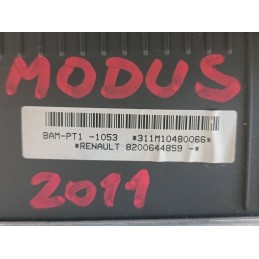 MODUS
BAM-PT1 -1053 *311M10480066*
*RENAULT 8200644859 -*
2011